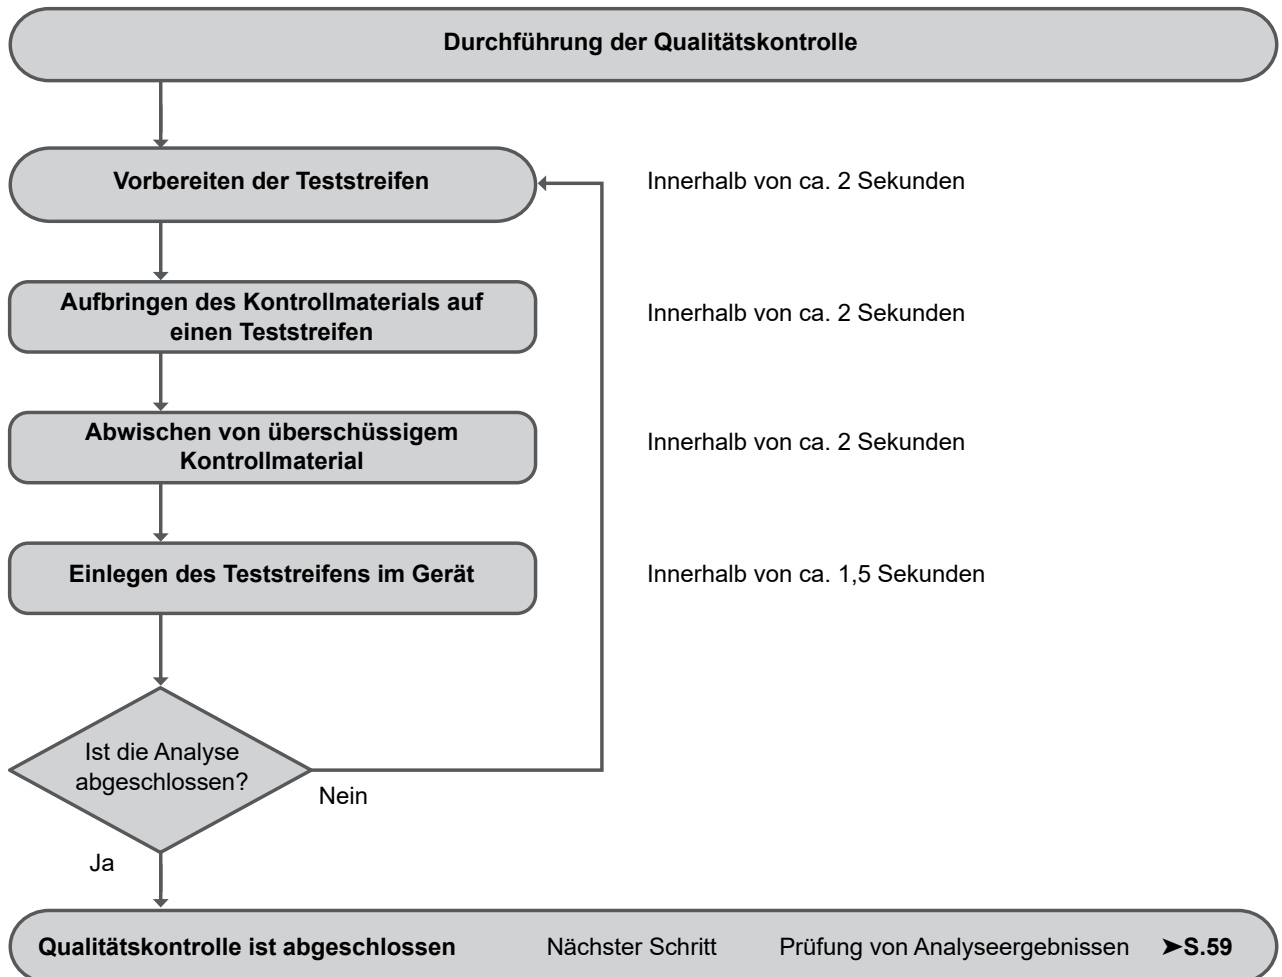 Durchführung der Qualitätskontrolle
Vorbereiten der Teststreifen
Innerhalb von ca. 2 Sekunden
Aufbringen des Kontrollmaterials auf
einen Teststreifen
Innerhalb von ca. 2 Sekunden
Abwischen von überschüssigem
Kontrollmaterial
Innerhalb von ca. 2 Sekunden
Einlegen des Teststreifens im Gerät
Innerhalb von ca. 1,5 Sekunden
Ist die Analyse
abgeschlossen?
Nein
Ja
Qualitätskontrolle ist abgeschlossen Nächster Schritt Prüfung von Analyseergebnissen ➤S.59